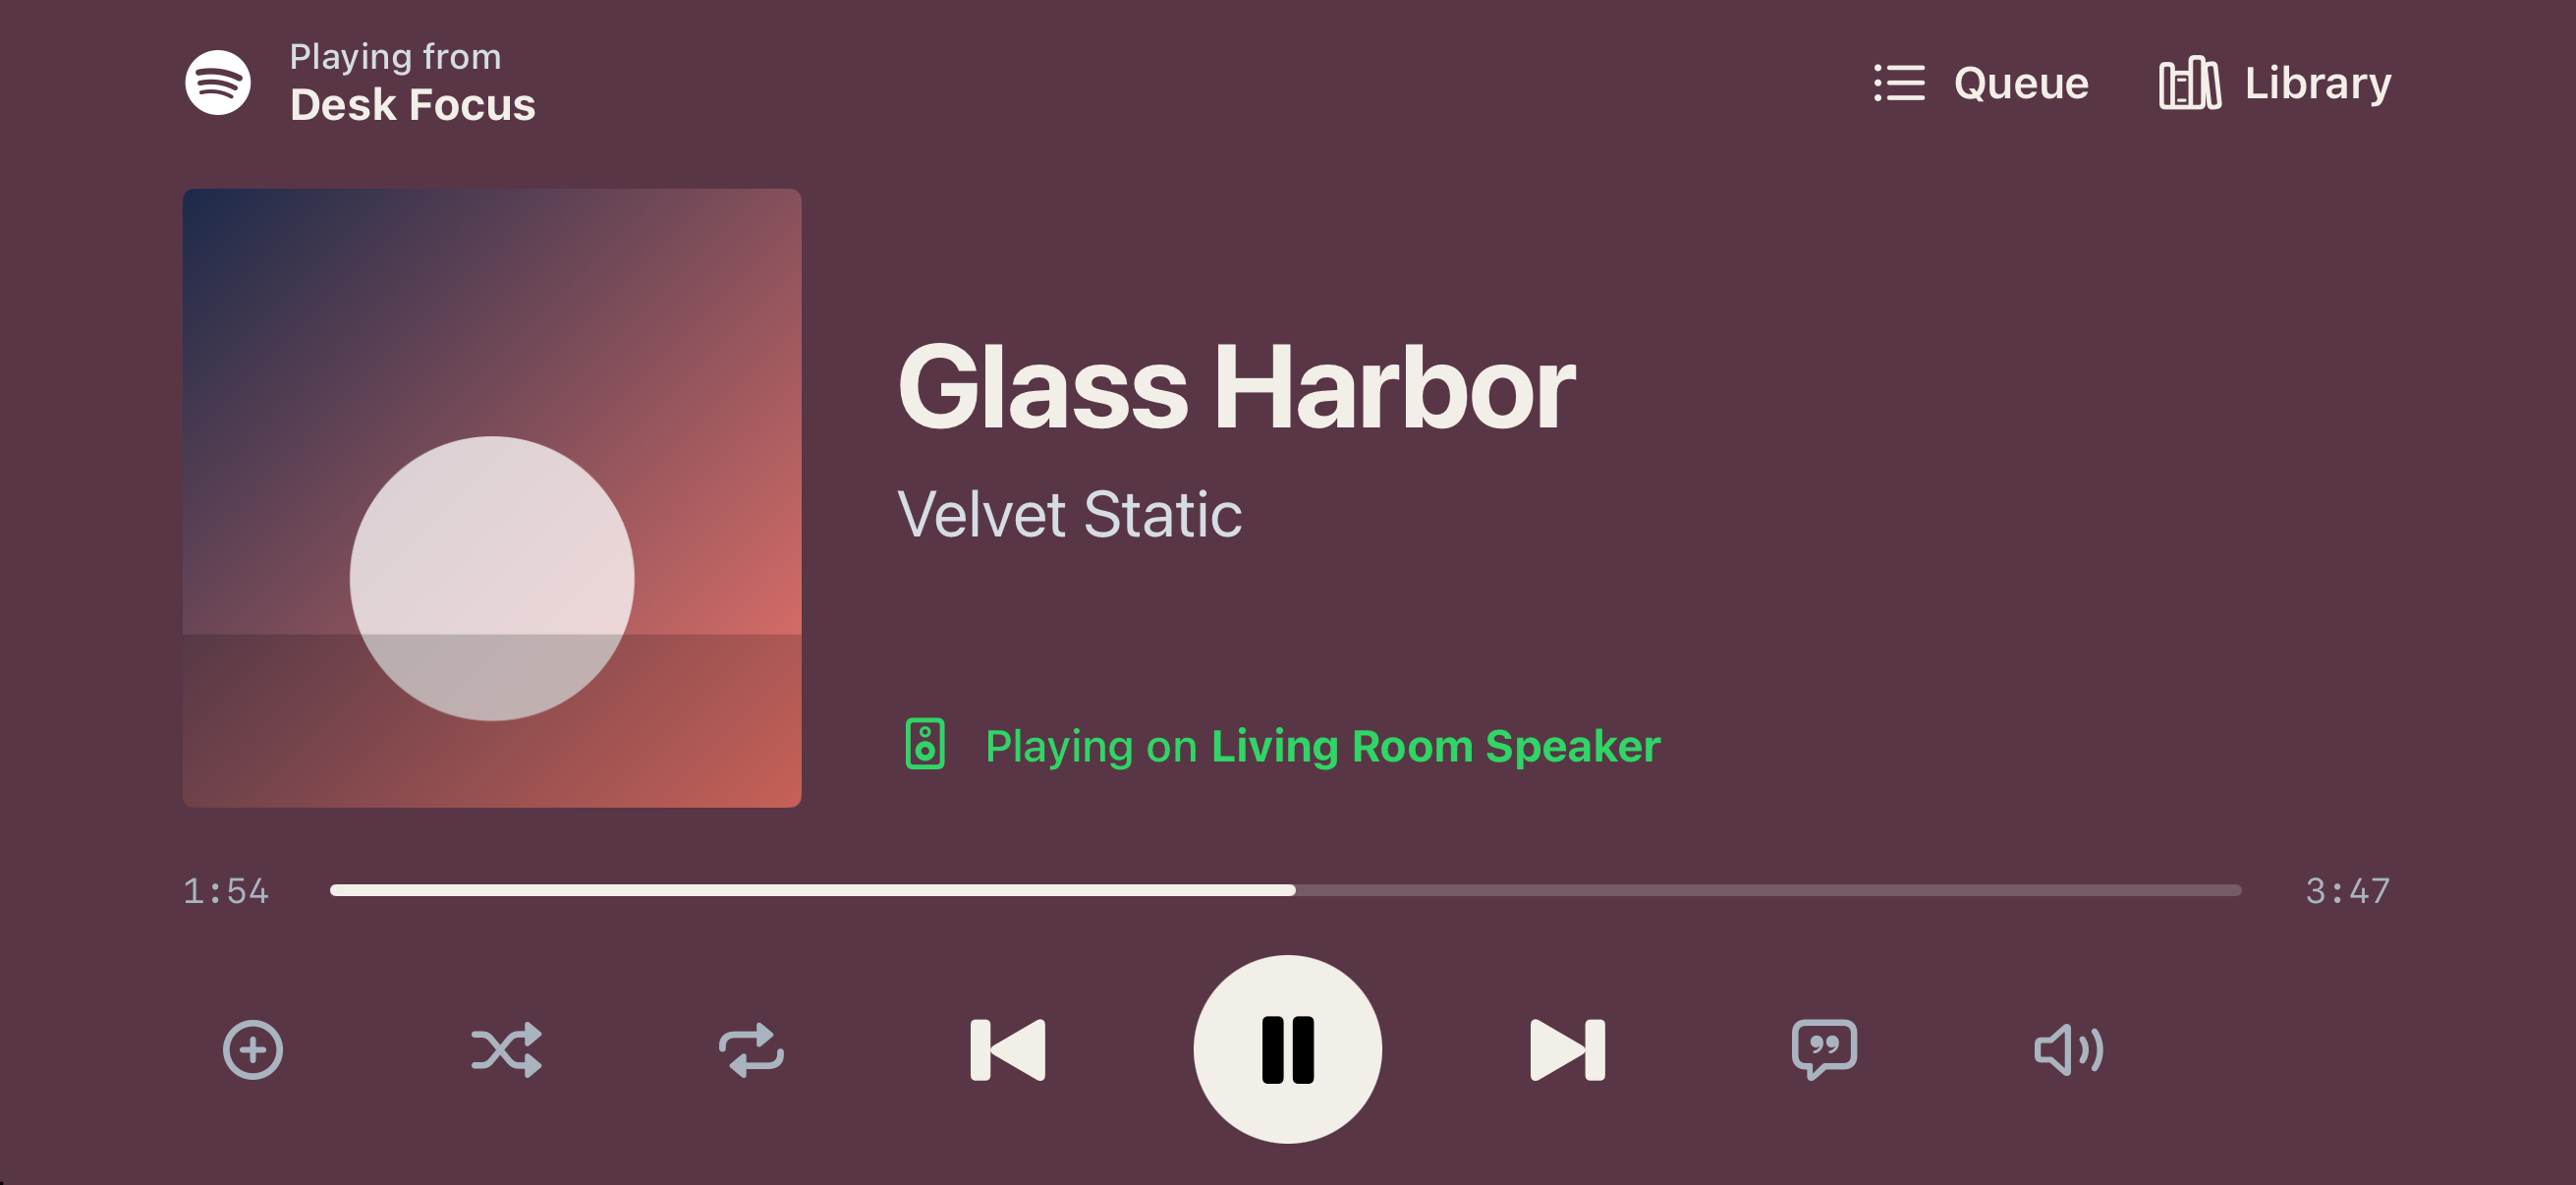 Playing from
Desk Focus
Queue
Library
Glass Harbor
Velvet Static
Playing on Living Room Speaker
1:54
3:47